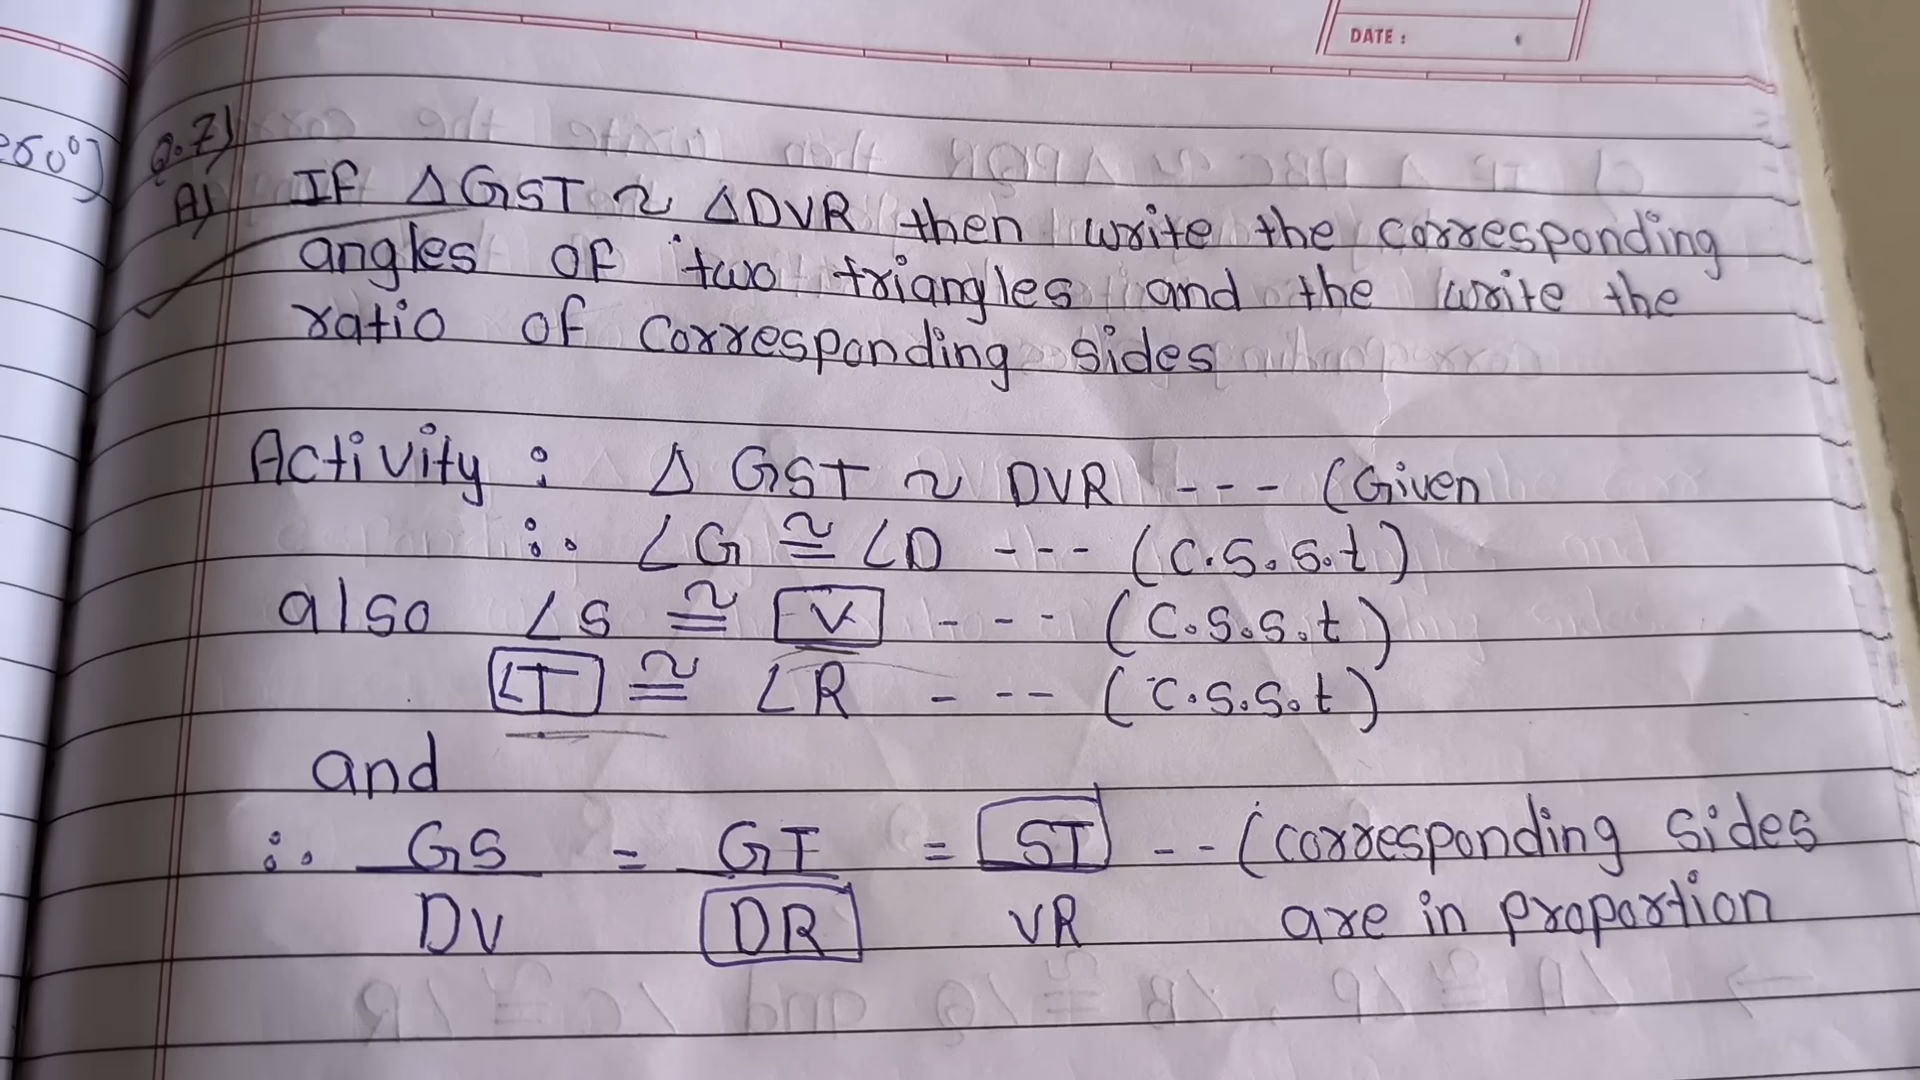 DATE :
260°)
Q.7)
A) If △GST ~ △DVR then write the corresponding
angles of two triangles and the write the
ratio of corresponding sides
Activity : △ GST ~ DVR --- (Given
∴ ∠G ≅ ∠D --- (c.s.s.t)
also ∠S ≅ V --- (c.s.s.t)
∠T ≅ ∠R --- (c.s.s.t)
and
∴ GS = GT = ST -- (corresponding sides
DV DR VR are in proportion